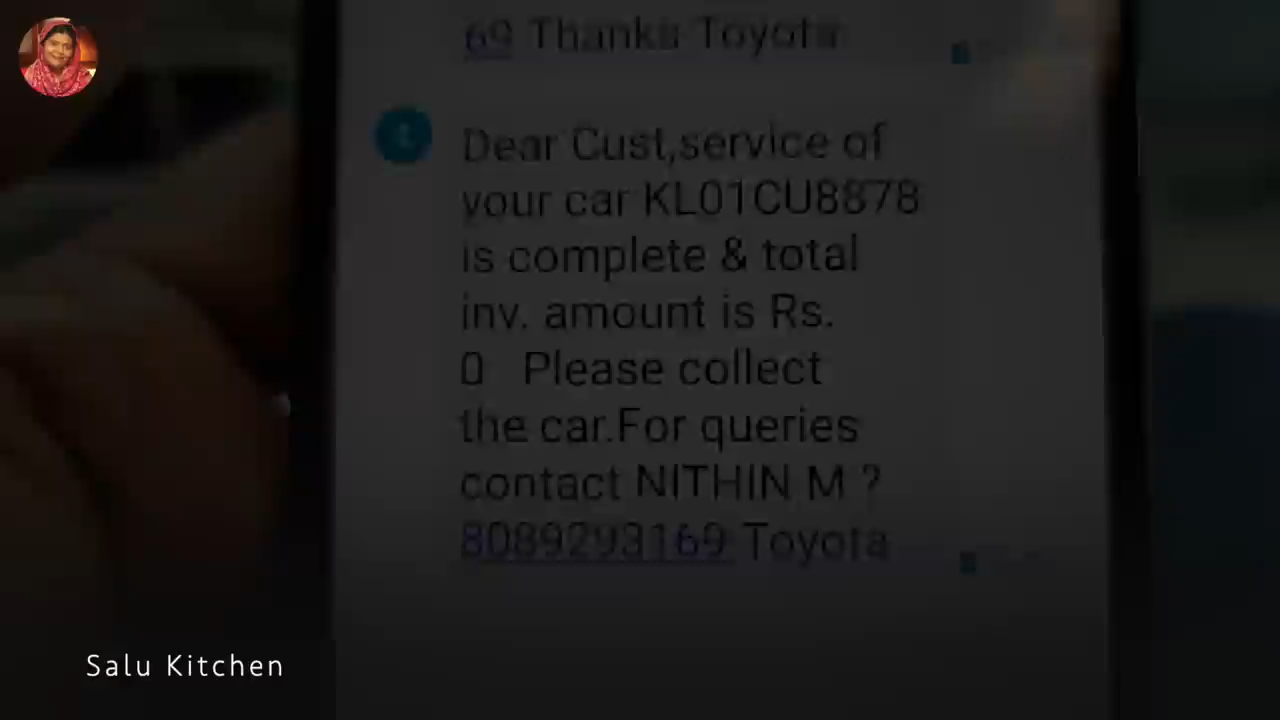 69 Thanks Toyota
Dear Cust,service of
your car KL01CU8878
is complete & total
inv. amount is Rs.
0 Please collect
the car.For queries
contact NITHIN M ?
8089293169 Toyota
Salu Kitchen